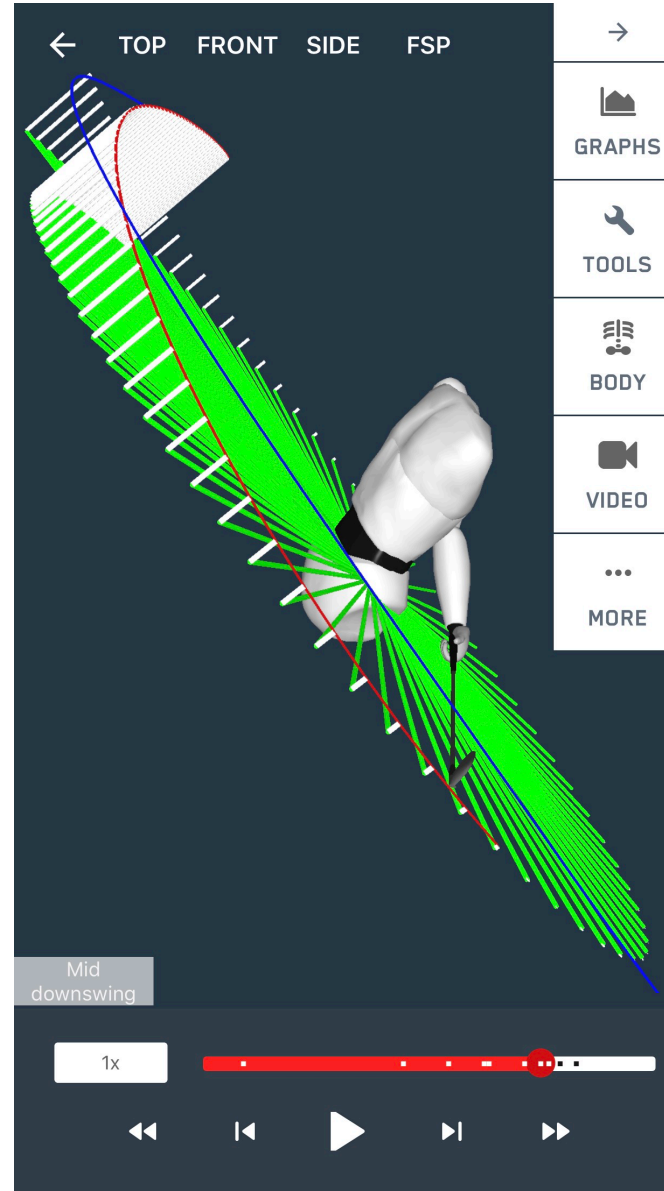 TOP FRONT SIDE FSP
GRAPHS
TOOLS
BODY
VIDEO
MORE
Mid
downswing
1x